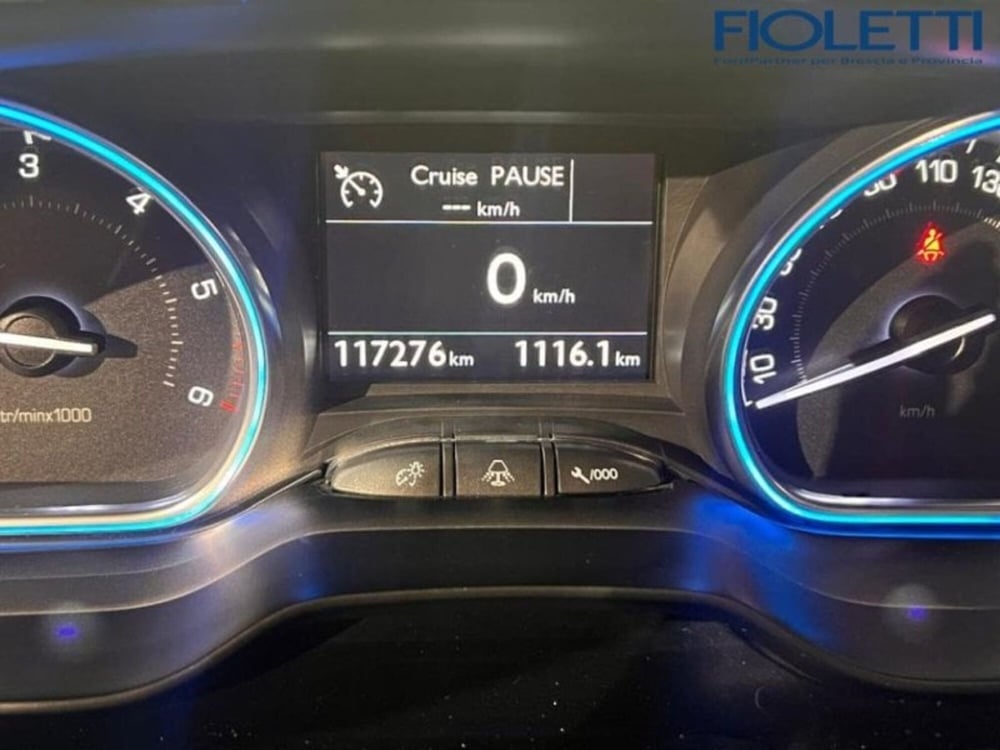 FIOLETTI
FordPartner per Brescia e Provincia
Cruise PAUSE
--- km/h
0 km/h
117276 km 1116.1 km
3
4
5
6
tr/minx1000
10
30
110
km/h
/000